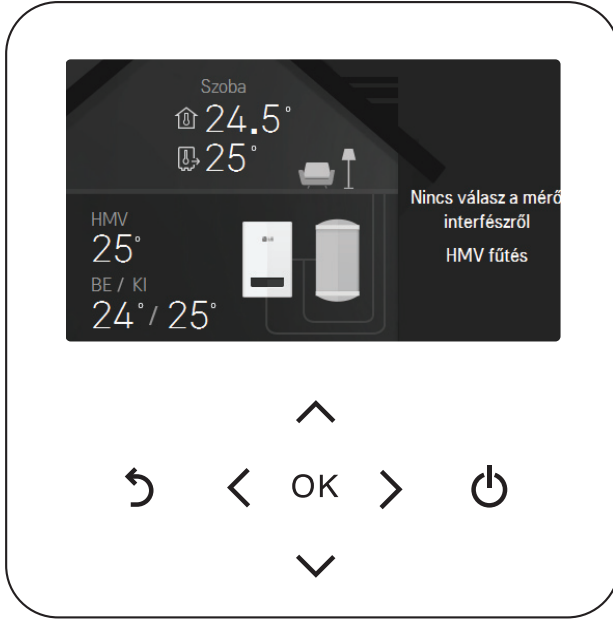 Szoba
24.5°
25°
HMV
25°
BE / KI
24° / 25°
Nincs válasz a mérő
interfészről
HMV fűtés
OK